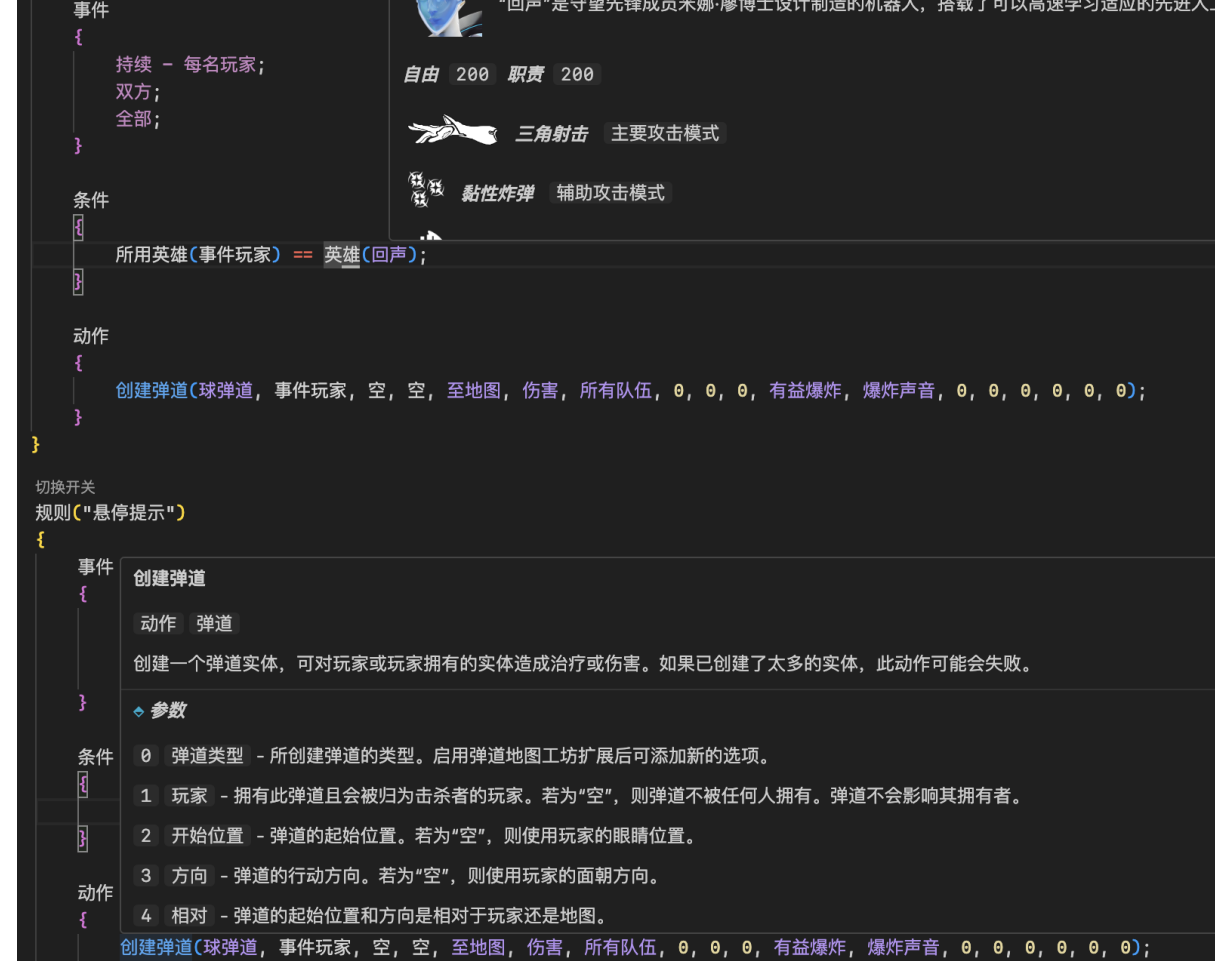 事件
{
持续 - 每名玩家;
双方;
全部;
}
条件
{
所用英雄(事件玩家) == 英雄(回声);
}
动作
{
创建弹道(球弹道, 事件玩家, 空, 空, 至地图, 伤害, 所有队伍, 0, 0, 0, 有益爆炸, 爆炸声音, 0, 0, 0, 0, 0, 0);
}
}
"回声"是守望先锋成员米娜·廖博士设计制造的机器人，搭载了可以高速学习适应的先进人工
自由 200 职责 200
三角射击 主要攻击模式
黏性炸弹 辅助攻击模式
切换开关
规则("悬停提示")
{
事件
{
}
条件
{
}
动作
{
创建弹道
动作 弹道
创建一个弹道实体，可对玩家或玩家拥有的实体造成治疗或伤害。如果已创建了太多的实体，此动作可能会失败。
参数
0 弹道类型 - 所创建弹道的类型。启用弹道地图工坊扩展后可添加新的选项。
1 玩家 - 拥有此弹道且会被归为击杀者的玩家。若为“空”，则弹道不被任何人拥有。弹道不会影响其拥有者。
2 开始位置 - 弹道的起始位置。若为“空”，则使用玩家的眼睛位置。
3 方向 - 弹道的行动方向。若为“空”，则使用玩家的面朝方向。
4 相对 - 弹道的起始位置和方向是相对于玩家还是地图。
创建弹道(球弹道, 事件玩家, 空, 空, 至地图, 伤害, 所有队伍, 0, 0, 0, 有益爆炸, 爆炸声音, 0, 0, 0, 0, 0, 0);